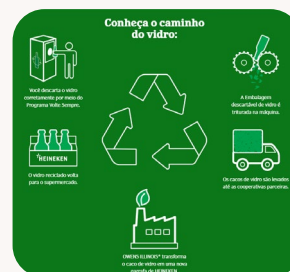 Conheça o caminho
do vidro:
Você descarta o vidro
corretamente por meio do
Programa Volte Sempre.
A Embalagem
descartável de vidro é
triturada na máquina.
HEINEKEN
O vidro reciclado volta
para o supermercado.
Os cacos de vidro são levados
até as cooperativas parceiras.
OWENS ILLINOIS* transforma
o caco de vidro em uma nova
garrafa de HEINEKEN